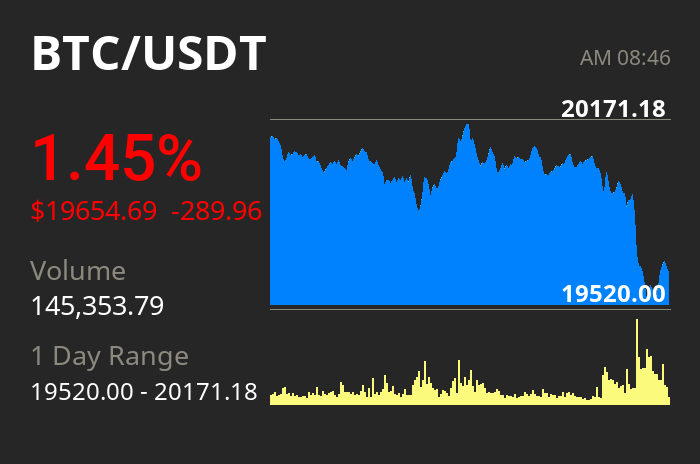 BTC/USDT
AM 08:46
20171.18
1.45%
$19654.69 -289.96
Volume
19520.00
145,353.79
1 Day Range
19520.00 - 20171.18